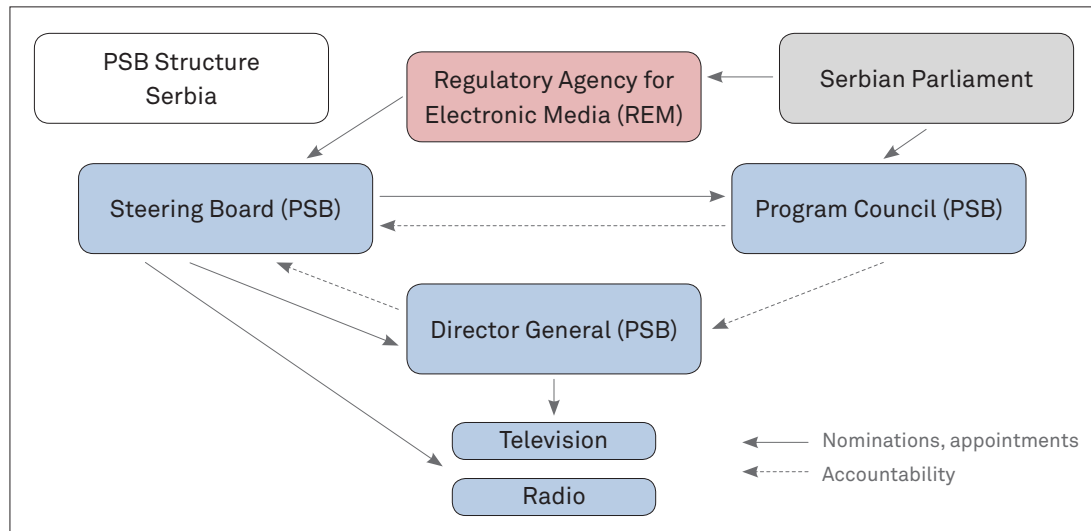 PSB Structure
Serbia
Regulatory Agency for
Electronic Media (REM)
Serbian Parliament
Steering Board (PSB)
Program Council (PSB)
Director General (PSB)
Television
Radio
Nominations, appointments
Accountability